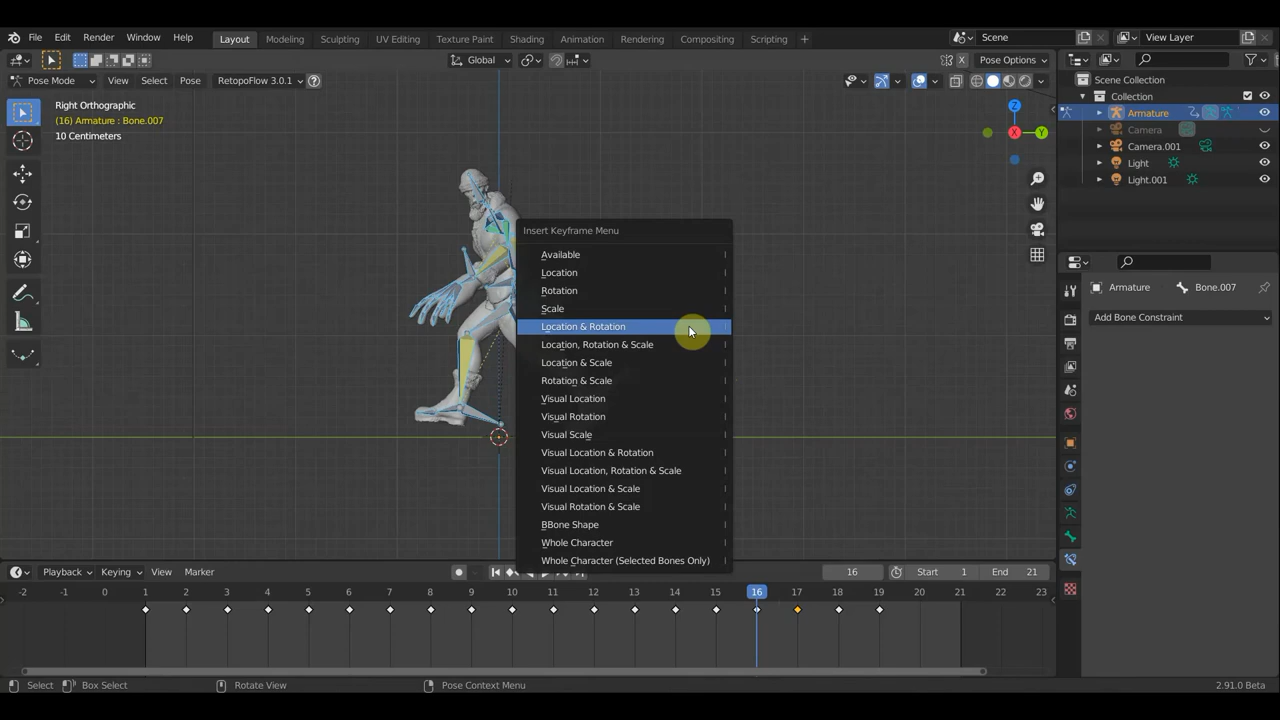 File Edit Render Window Help Layout Modeling Sculpting UV Editing Texture Paint Shading Animation Rendering Compositing Scripting + Scene View Layer
Global Pose Options
Pose Mode View Select Pose RetopoFlow 3.0.1 ?
Scene Collection
Collection
Armature
Camera
Camera.001
Light
Light.001
Right Orthographic
(16) Armature : Bone.007
10 Centimeters
Z
X
Y
Insert Keyframe Menu
Available I
Location I
Rotation I
Scale I
Location & Rotation I
Location, Rotation & Scale I
Location & Scale I
Rotation & Scale I
Visual Location I
Visual Rotation I
Visual Scale I
Visual Location & Rotation I
Visual Location, Rotation & Scale I
Visual Location & Scale I
Visual Rotation & Scale I
BBone Shape I
Whole Character I
Whole Character (Selected Bones Only) I
Armature Bone.007
Add Bone Constraint
Playback Keying View Marker 16 Start 1 End 21
-2 -1 0 1 2 3 4 5 6 7 8 9 10 11 12 13 14 15 16 17 18 19 20 21 22 23
Select Box Select Rotate View Pose Context Menu 2.91.0 Beta